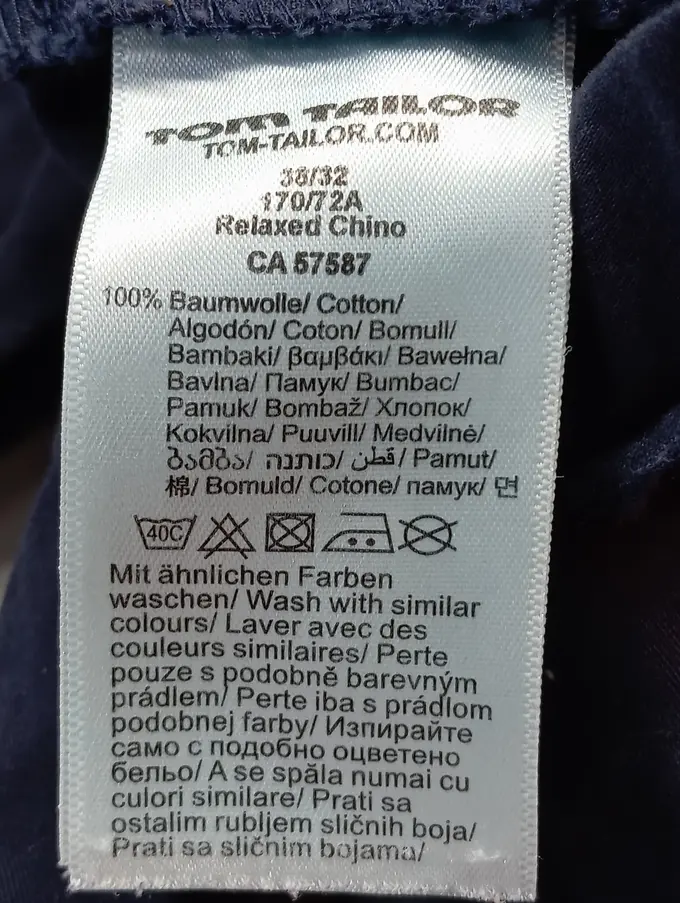 TOM TAILOR
TOM-TAILOR.COM
38/32
170/72A
Relaxed Chino
CA 57587
100% Baumwolle/ Cotton/
Algodón/ Coton/ Bomull/
Bambaki/ βαμβάκι/ Bawełna/
Bavlna/ Памук/ Bumbac/
Pamuk/ Bombaž/ Хлопок/
Kokvilna/ Puuvill/ Medvilnė/
ბამბა/ כותנה/ قطن/ Pamut/
棉/ Bomuld/ Cotone/ памук/ 면
40C
Mit ähnlichen Farben
waschen/ Wash with similar
colours/ Laver avec des
couleurs similaires/ Perte
pouze s podobně barevným
prádlem/ Perte iba s prádlom
podobnej farby/ Изпирайте
само с подобно оцветено
бельо/ A se spăla numai cu
culori similare/ Prati sa
ostalim rubljem sličnih boja/
Prati sa sličnim bojama/